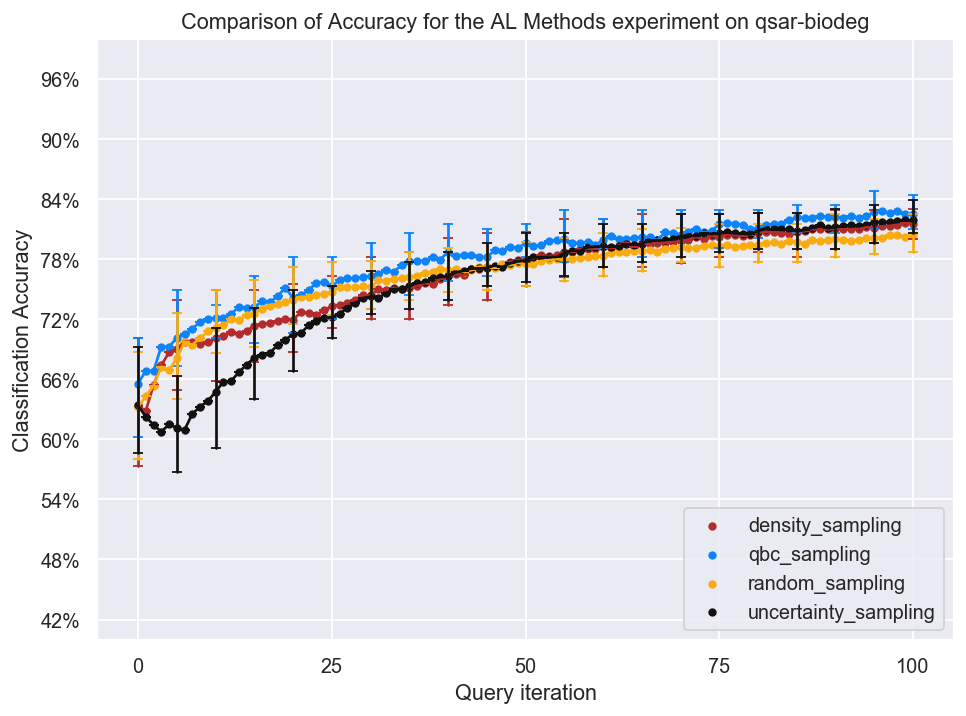 Comparison of Accuracy for the AL Methods experiment on qsar-biodeg
96%
90%
84%
78%
72%
66%
60%
54%
48%
42%
Classification Accuracy
density_sampling
qbc_sampling
random_sampling
uncertainty_sampling
0 25 50 75 100
Query iteration